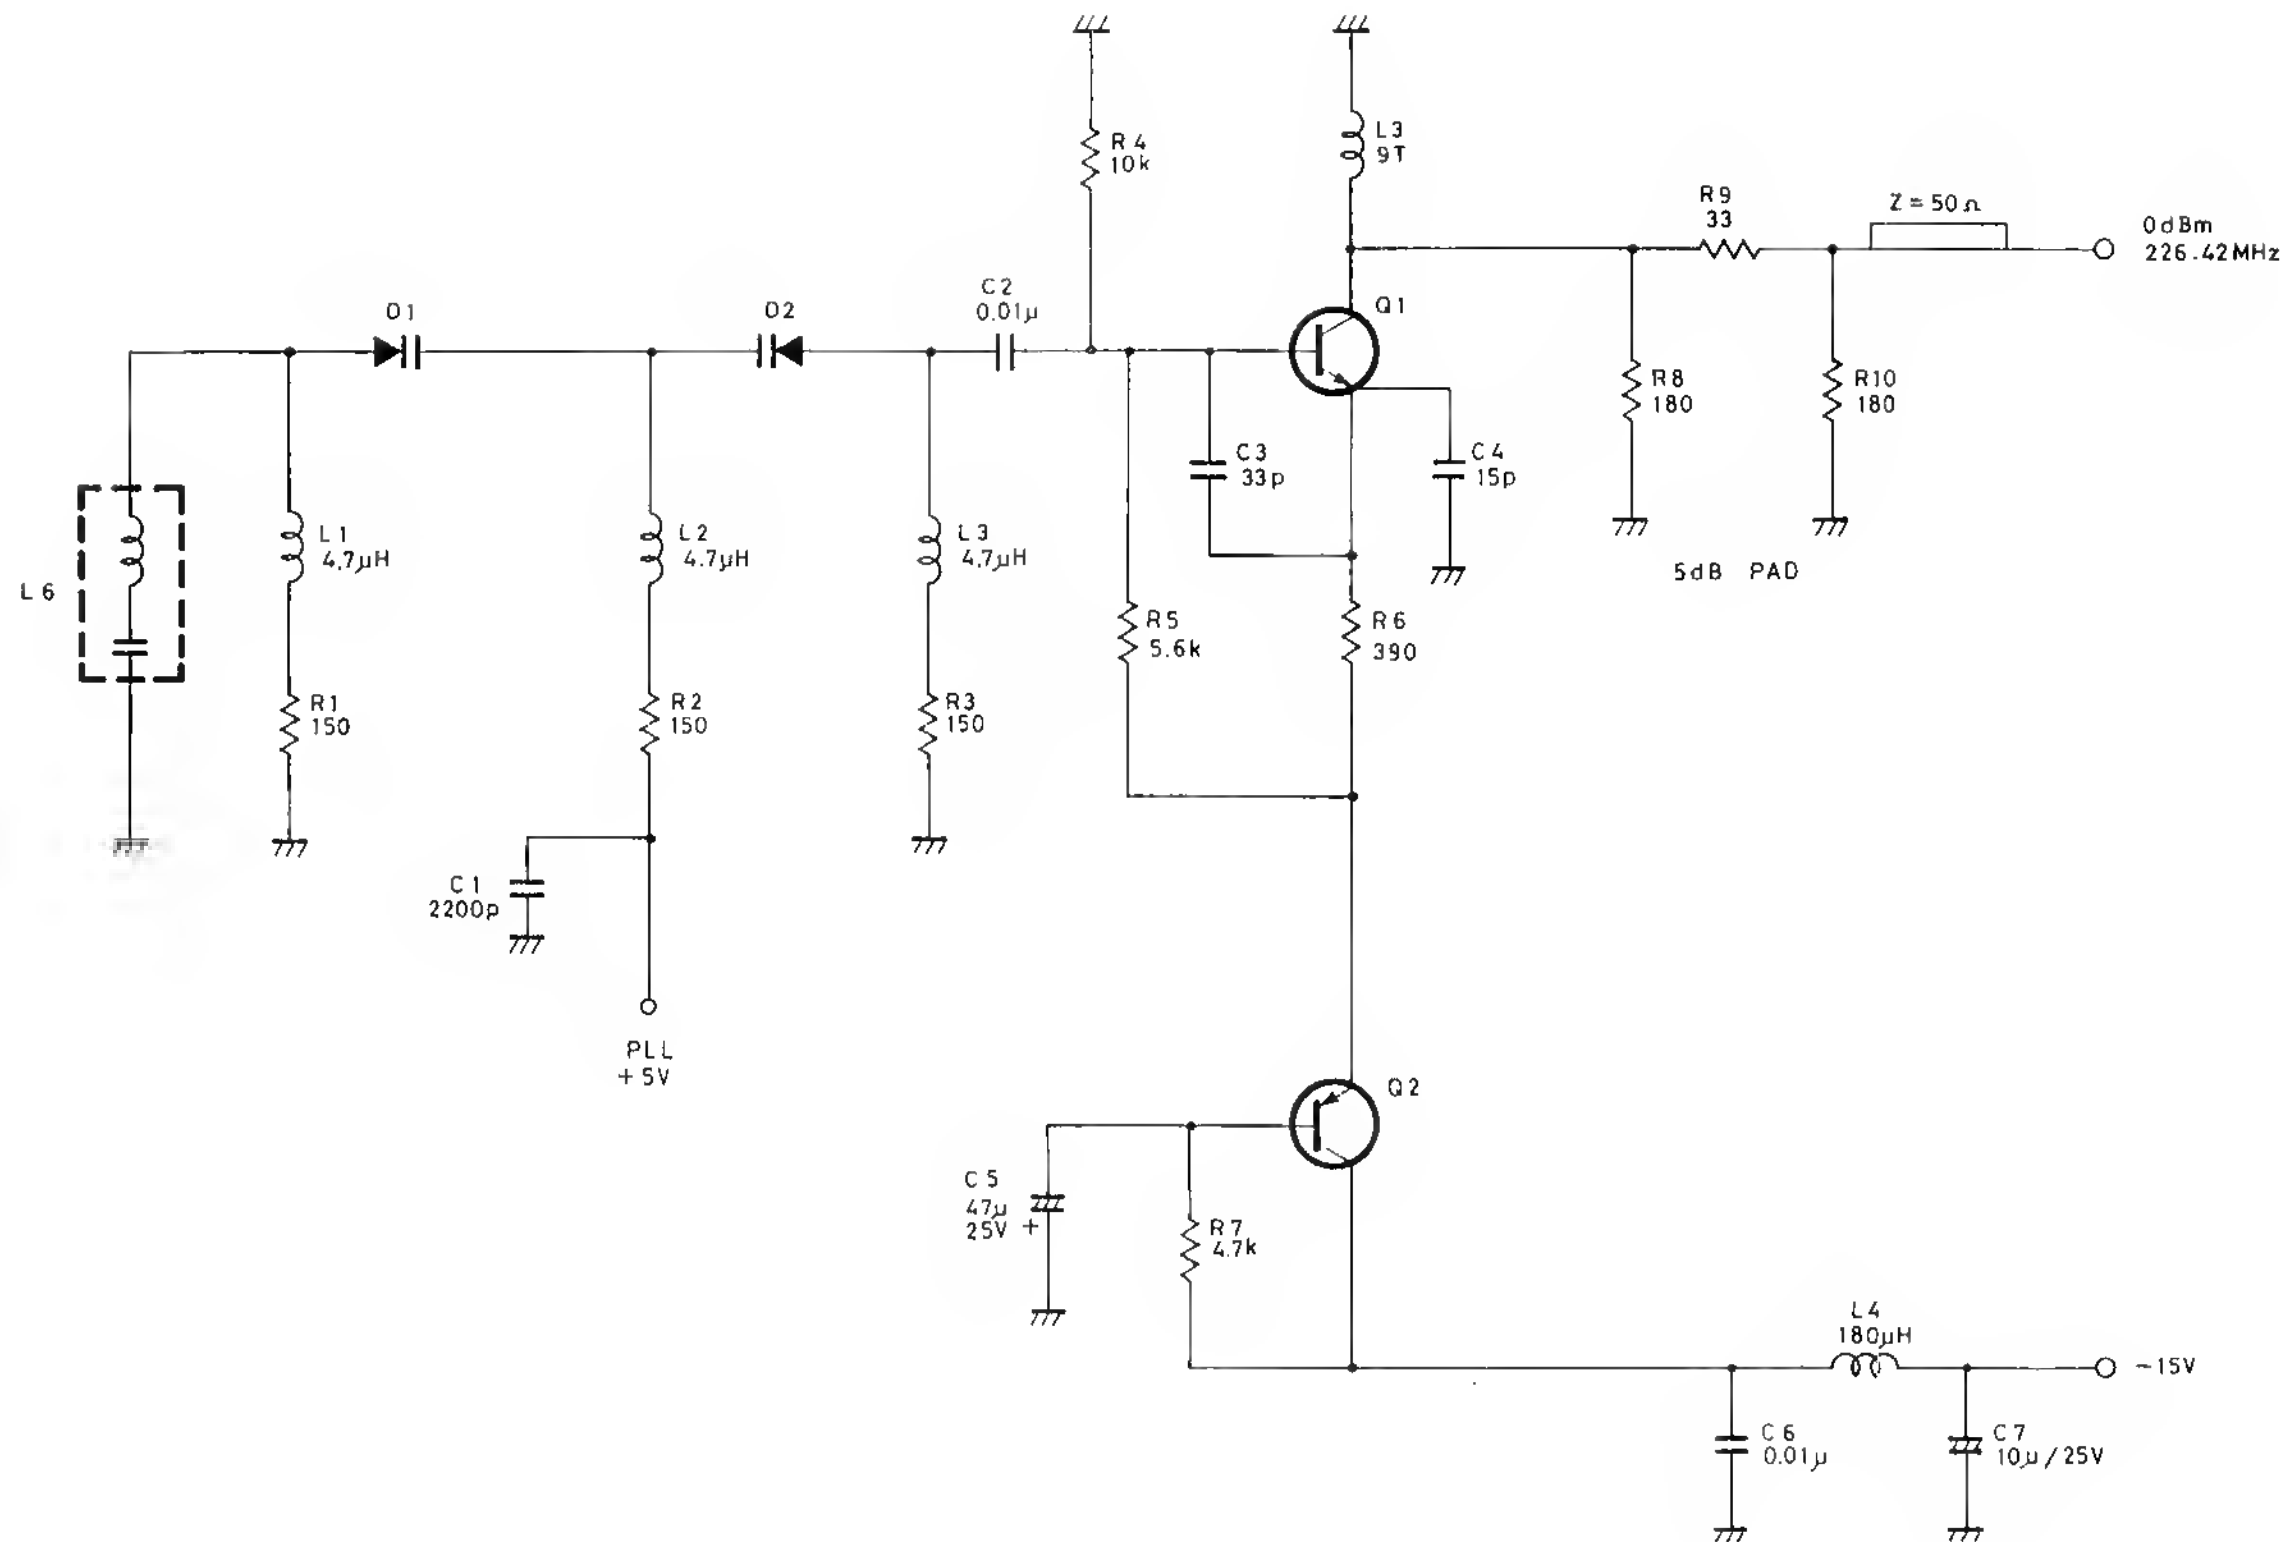 R4
10k
L3
9T
R9
33
Z=50Ω
0dBm
226.42MHz
D1
D2
C2
0.01µ
Q1
R8
180
R10
180
C3
33p
C4
15p
L6
L1
4.7µH
L2
4.7µH
L3
4.7µH
5dB PAD
R5
5.6k
R6
390
R1
150
R2
150
R3
150
C1
2200p
PLL
+5V
Q2
C5
47µ
25V +
R7
4.7k
L4
180µH
-15V
C6
0.01µ
C7
10µ/25V